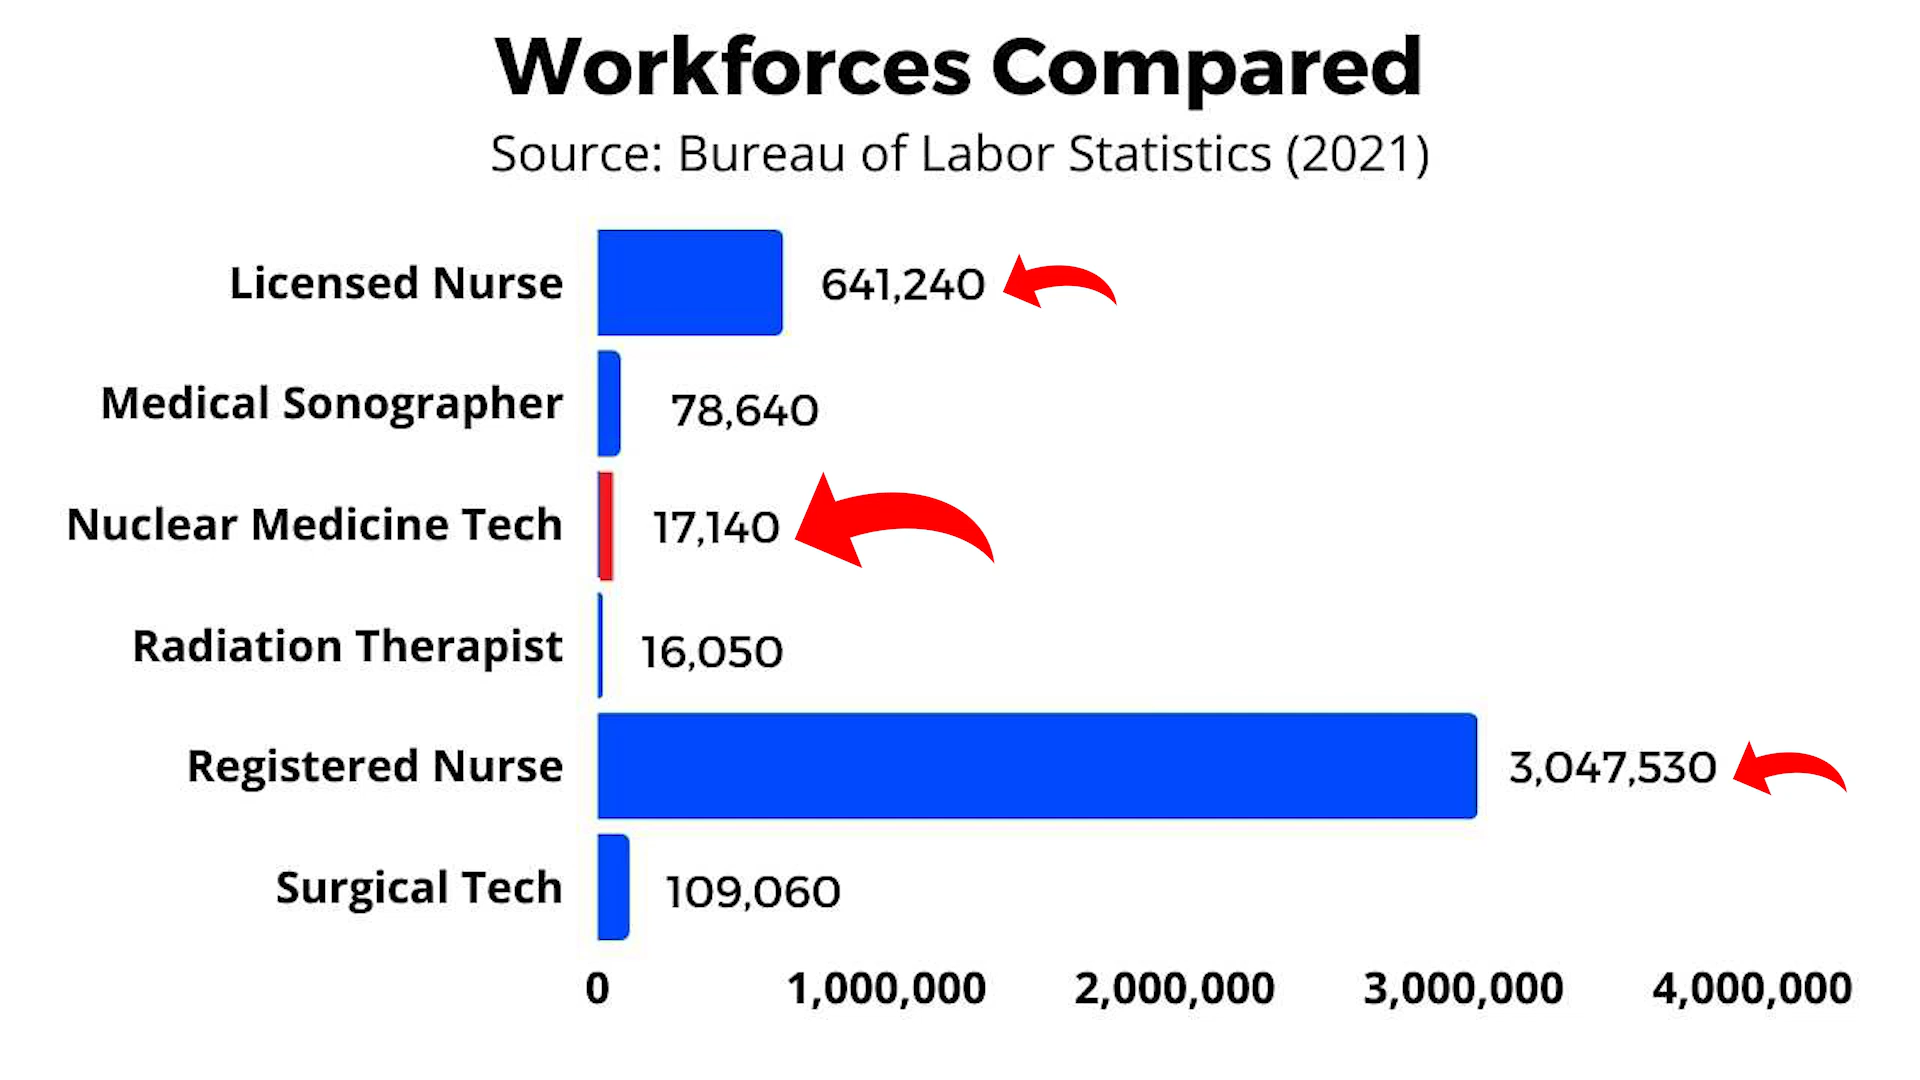 Workforces Compared
Source: Bureau of Labor Statistics (2021)
Licensed Nurse 641,240
Medical Sonographer 78,640
Nuclear Medicine Tech 17,140
Radiation Therapist 16,050
Registered Nurse 3,047,530
Surgical Tech 109,060
0 1,000,000 2,000,000 3,000,000 4,000,000